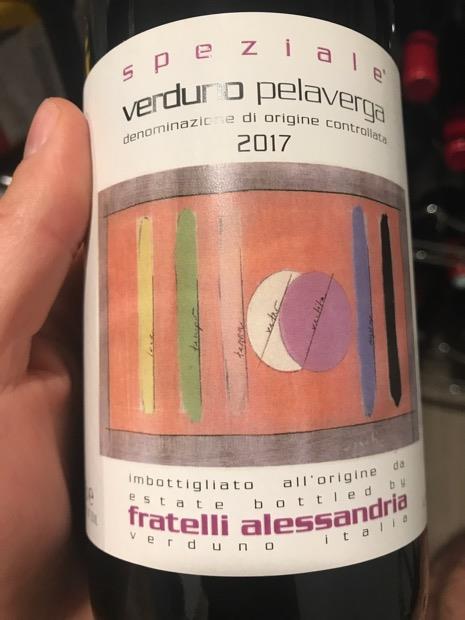 speziale®
verduno pelaverga
denominazione di origine controllata
2017
imbottigliato all'origine da
estate bottled by
fratelli alessandria
verduno italia